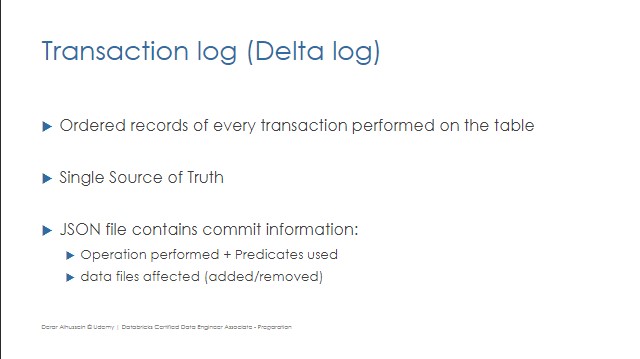 Transaction log (Delta log)
Ordered records of every transaction performed on the table
Single Source of Truth
JSON file contains commit information:
Operation performed + Predicates used
data files affected (added/removed)
Derar Alhussein © Udemy | Databricks Certified Data Engineer Associate - Preparation